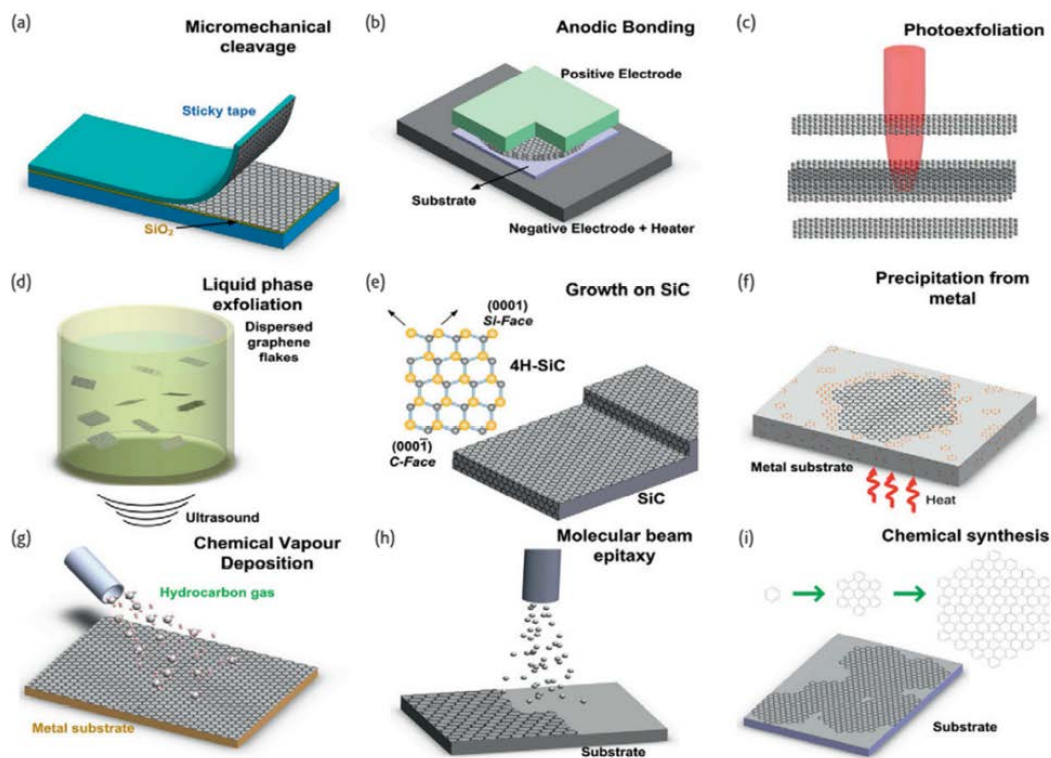 (a)
Micromechanical
cleavage
Sticky tape
SiO₂
(b)
Anodic Bonding
Positive Electrode
Substrate
Negative Electrode + Heater
(c)
Photoexfoliation
(d)
Liquid phase
exfoliation
Dispersed
graphene
flakes
Ultrasound
(e)
Growth on SiC
(0001)
Si-Face
4H-SiC
(0001̄)
C-Face
SiC
(f)
Precipitation from
metal
Metal substrate
Heat
(g)
Chemical Vapour
Deposition
Hydrocarbon gas
Metal substrate
(h)
Molecular beam
epitaxy
Substrate
(i)
Chemical synthesis
Substrate